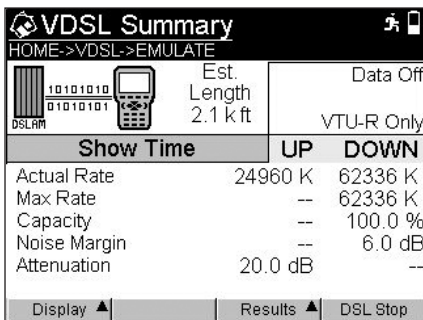 VDSL Summary
HOME->VDSL->EMULATE
10101010
01010101
DSLAM
Est.
Length
2.1 k ft
Data Off
VTU-R Only
Show Time UP DOWN
Actual Rate 24960 K 62336 K
Max Rate -- 62336 K
Capacity -- 100.0 %
Noise Margin -- 6.0 dB
Attenuation 20.0 dB --
Display ▲ Results ▲ DSL Stop